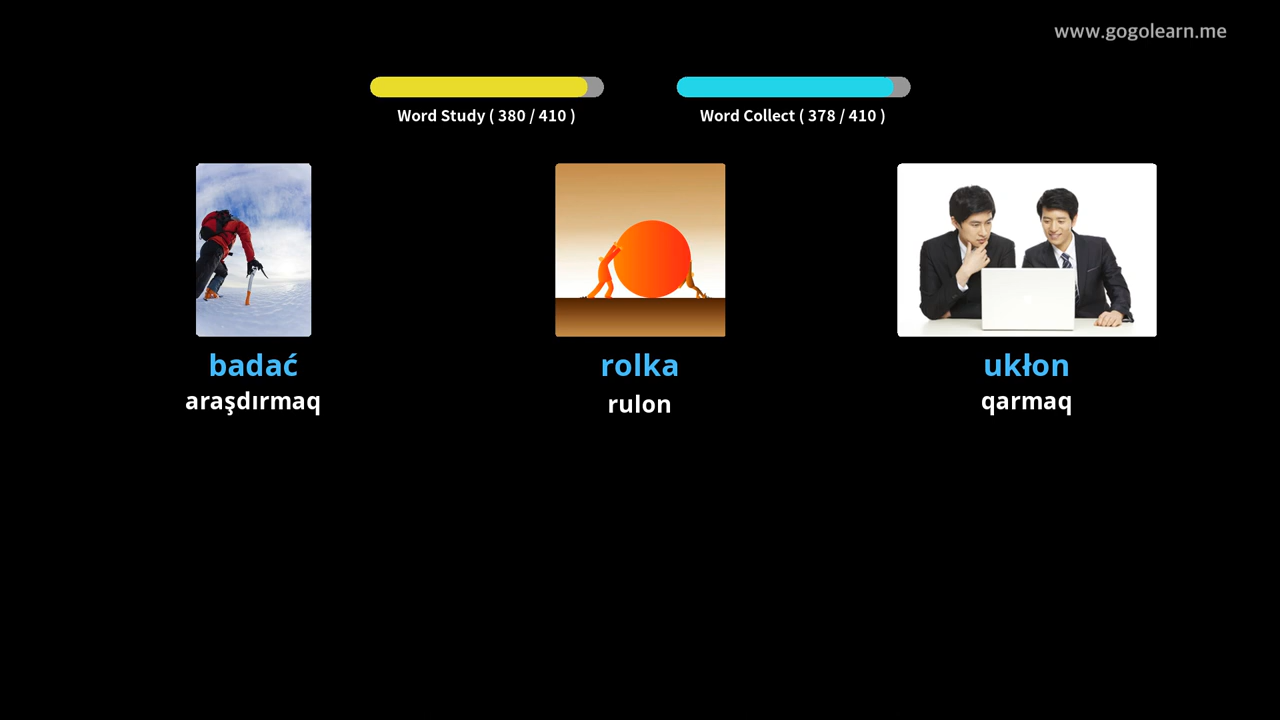 www.gogolearn.me
Word Study ( 380 / 410 )
Word Collect ( 378 / 410 )
badać
rolka
ukłon
araşdırmaq
rulon
qarmaq